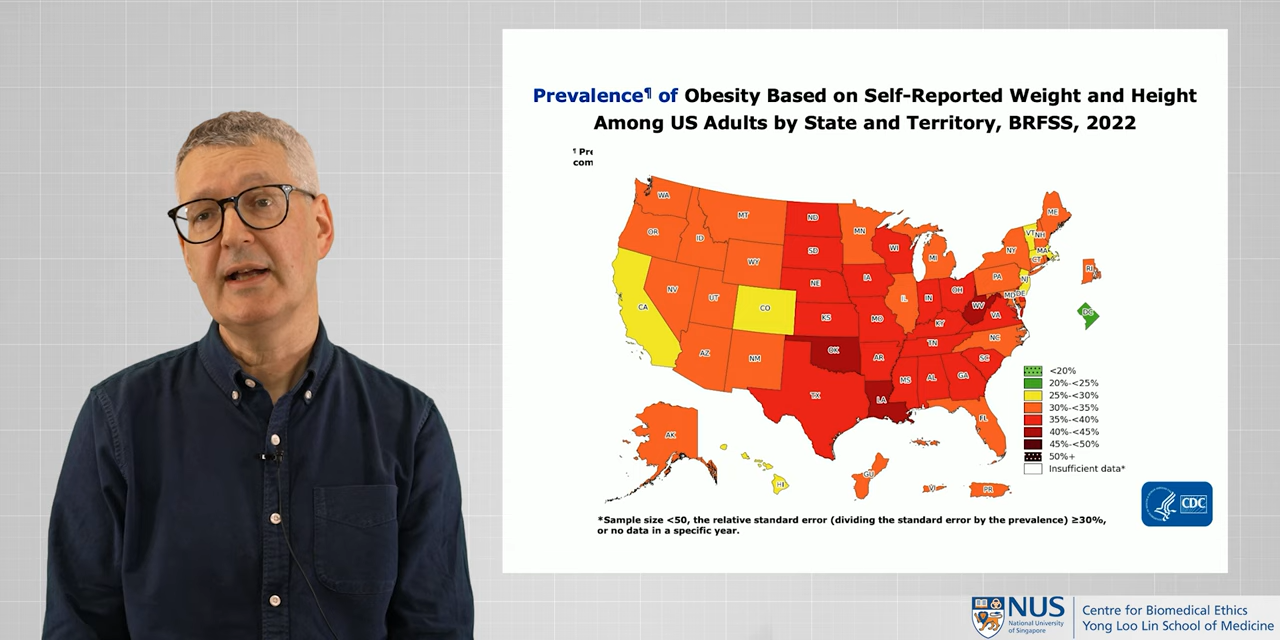 Prevalence¶ of Obesity Based on Self-Reported Weight and Height
Among US Adults by State and Territory, BRFSS, 2022
¶ Pre
com
WA
MT
ND
MN
ME
OR
ID
SD
WI
VT
NH
WY
MI
NY
MA
CT
RI
NV
UT
NE
IA
PA
NJ
CA
CO
IL
IN
OH
MD
DE
KS
MO
WV
VA
DC
KY
AZ
NM
OK
AR
TN
NC
SC
TX
MS
AL
GA
LA
FL
AK
HI
GU
VI
PR
<20%
20%-<25%
25%-<30%
30%-<35%
35%-<40%
40%-<45%
45%-<50%
50%+
Insufficient data*
CDC
*Sample size <50, the relative standard error (dividing the standard error by the prevalence) ≥30%,
or no data in a specific year.
NUS
National University
of Singapore
Centre for Biomedical Ethics
Yong Loo Lin School of Medicine